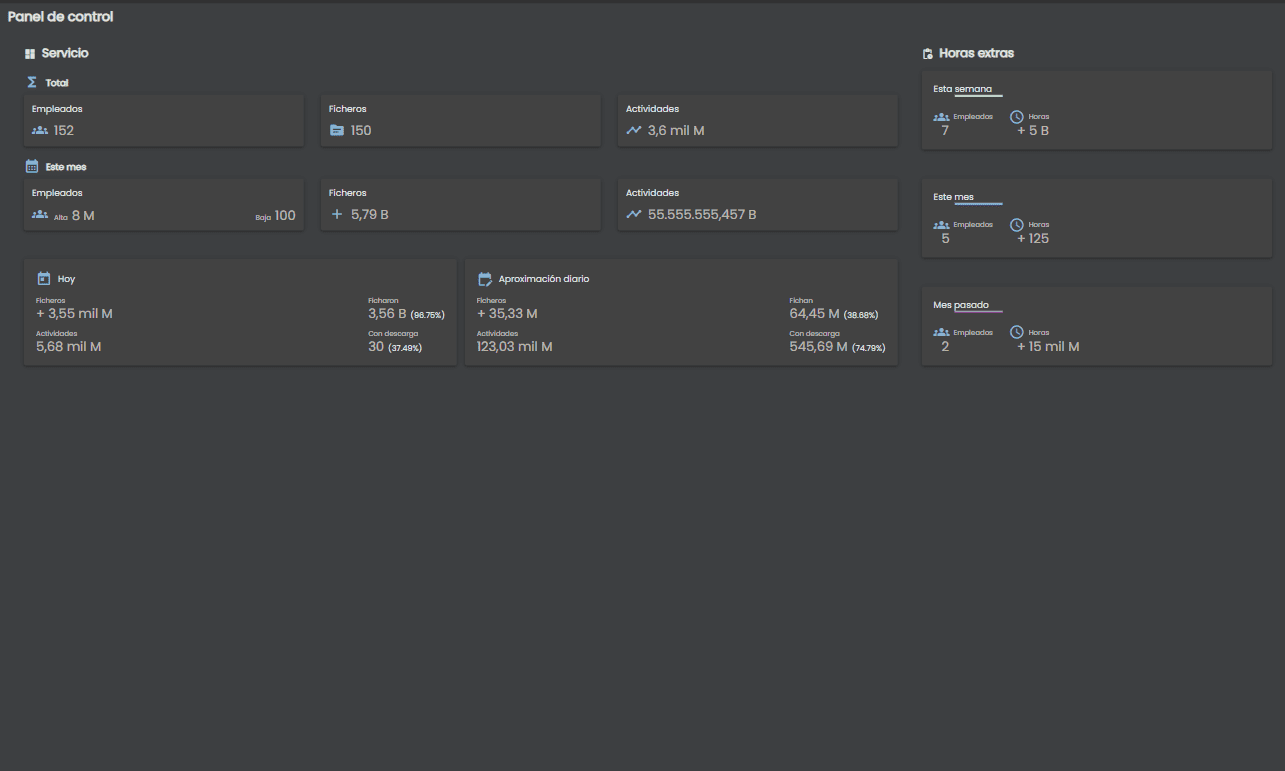 Panel de control
Servicio
Total
Empleados
152
Ficheros
150
Actividades
3,6 mil M
Este mes
Empleados
Alta 8 M
Baja 100
Ficheros
+ 5,79 B
Actividades
55.555.555,457 B
Hoy
Ficheros
+ 3,55 mil M
Ficharon
3,56 B (96.75%)
Actividades
5,68 mil M
Con descarga
30 (37.49%)
Aproximación diario
Ficheros
+ 35,33 M
Fichan
64,45 M (38.68%)
Actividades
123,03 mil M
Con descarga
545,69 M (74.79%)
Horas extras
Esta semana
Empleados
7
Horas
+ 5 B
Este mes
Empleados
5
Horas
+ 125
Mes pasado
Empleados
2
Horas
+ 15 mil M